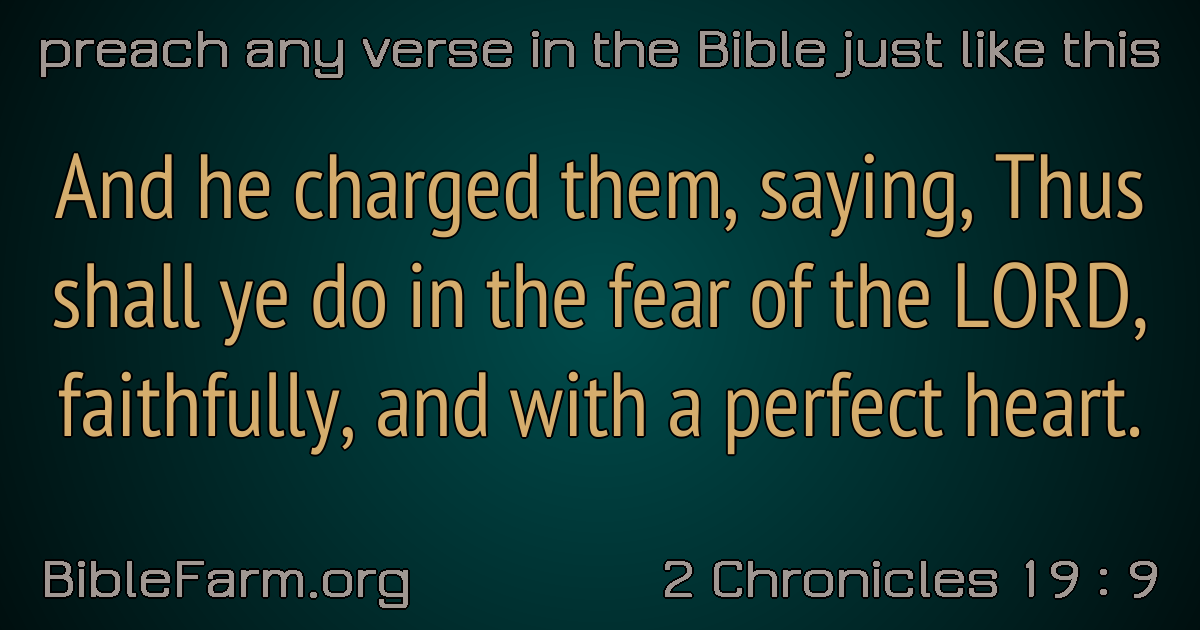 preach any verse in the Bible just like this
And he charged them, saying, Thus
shall ye do in the fear of the LORD,
faithfully, and with a perfect heart.
BibleFarm.org
2 Chronicles 19 : 9